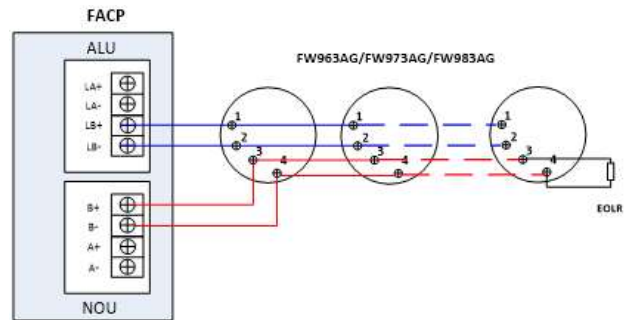 FACP
ALU
FW963AG/FW973AG/FW983AG
LA+
LA-
LB+
LB-
1
2
3
4
1
2
3
4
1
2
3
4
B+
B-
A+
A-
EOLR
NOU